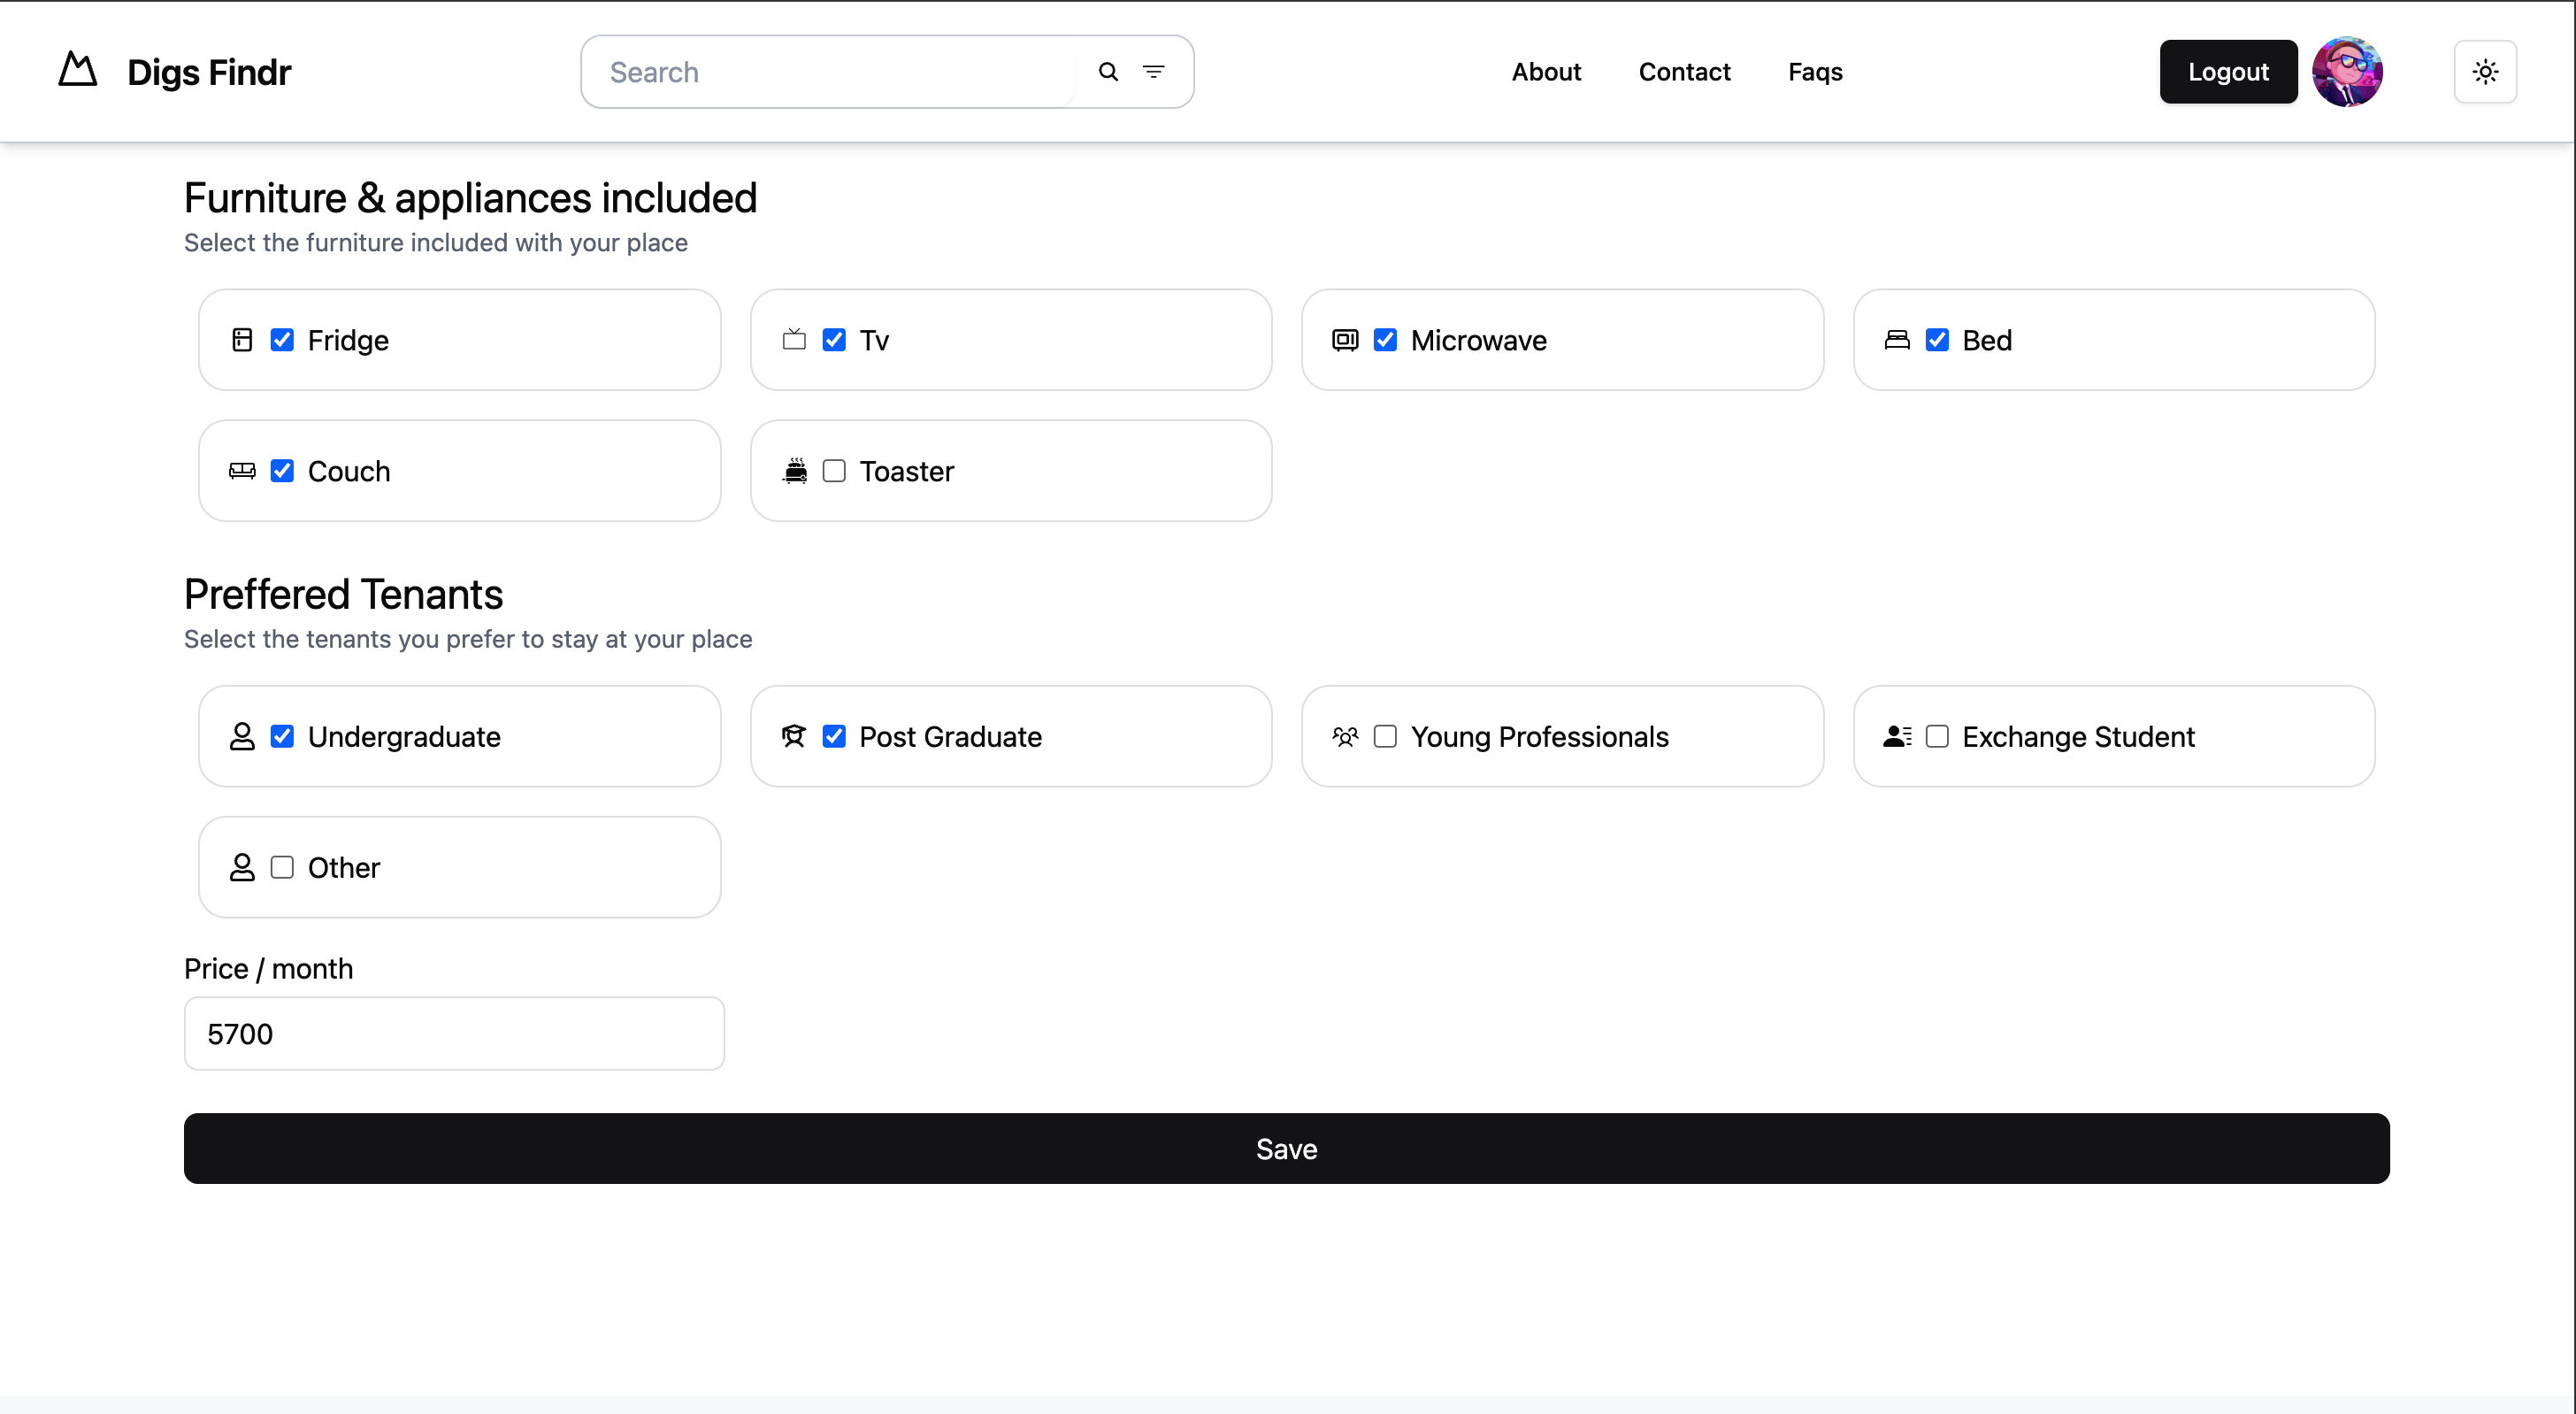 Digs Findr
Search
About Contact Faqs
Logout
Furniture & appliances included
Select the furniture included with your place
Fridge Tv Microwave Bed
Couch Toaster
Preffered Tenants
Select the tenants you prefer to stay at your place
Undergraduate Post Graduate Young Professionals Exchange Student
Other
Price / month
5700
Save